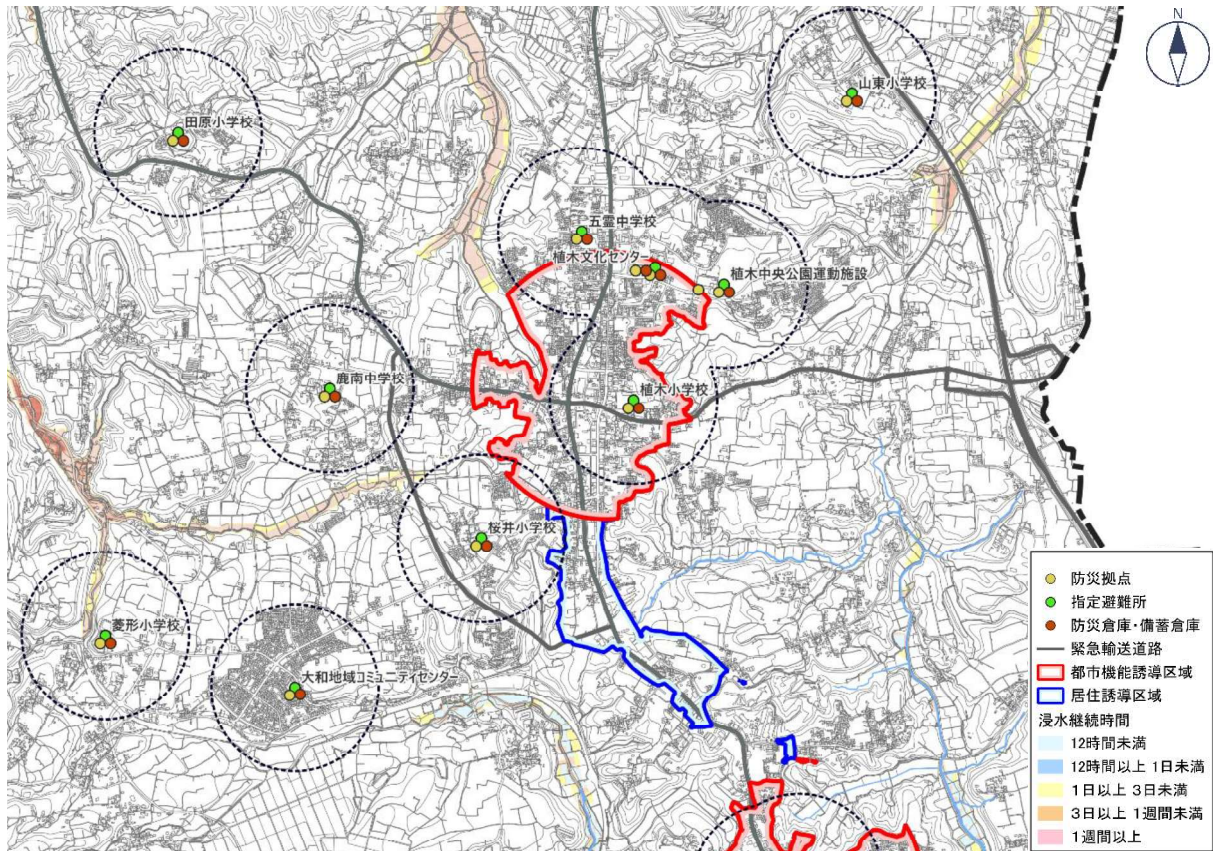 N
山東小学校
田原小学校
五霊中学校
植木文化センター
植木中央公園運動施設
鹿南中学校
植木小学校
桜井小学校
菱形小学校
大和地域コミュニティセンター
防災拠点
指定避難所
防災倉庫・備蓄倉庫
緊急輸送道路
都市機能誘導区域
居住誘導区域
浸水継続時間
12時間未満
12時間以上 1日未満
1日以上 3日未満
3日以上 1週間未満
1週間以上